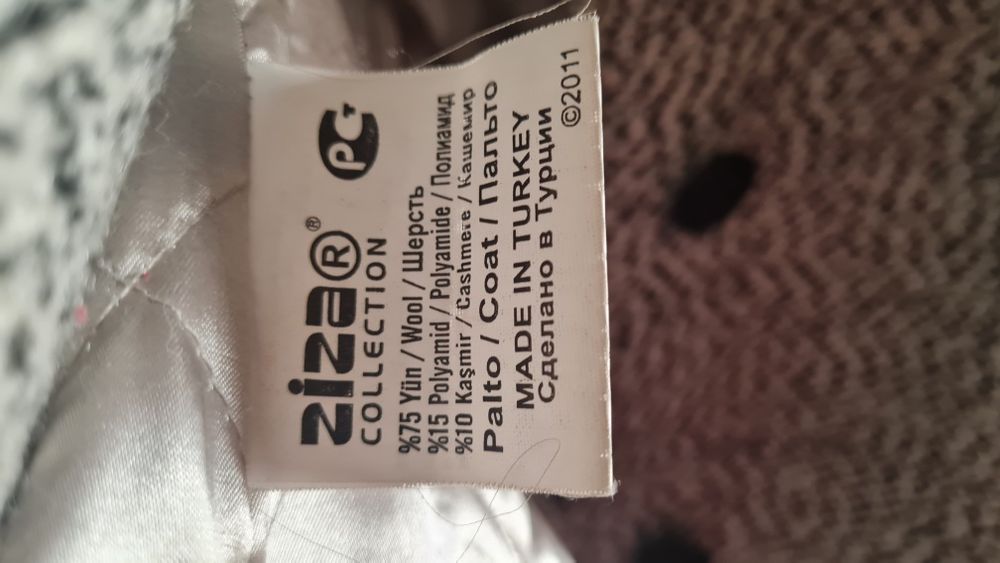 ziza® ®
COLLECTION
РСТ
%75 Yün / Wool / Шерсть
%15 Polyamid / Polyamide / Полиамид
%10 Kaşmir / Cashmere / Кашемир
Palto / Coat / Пальто
MADE IN TURKEY
Сделано в Турции
©2011